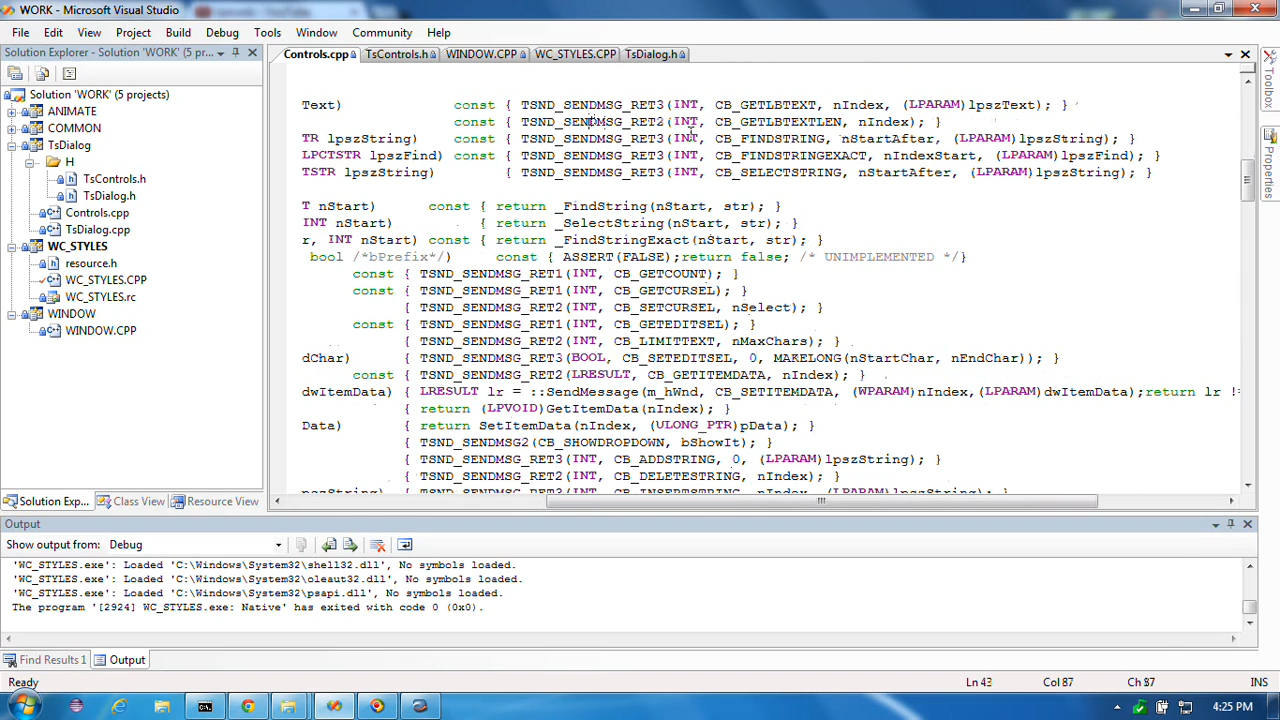 WORK - Microsoft Visual Studio
File Edit View Project Build Debug Tools Window Community Help
Solution Explorer - Solution 'WORK' (5 pr...
Controls.cpp TsControls.h WINDOW.CPP WC_STYLES.CPP TsDialog.h
Solution 'WORK' (5 projects)
ANIMATE
COMMON
TsDialog
H
TsControls.h
TsDialog.h
Controls.cpp
TsDialog.cpp
WC_STYLES
resource.h
WC_STYLES.CPP
WC_STYLES.rc
WINDOW
WINDOW.CPP
Solution Exp... Class View Resource View
Text) const { TSND_SENDMSG_RET3(INT, CB_GETLBTEXT, nIndex, (LPARAM)lpszText); }
const { TSND_SENDMSG_RET2(INT, CB_GETLBTEXTLEN, nIndex); }
TR lpszString) const { TSND_SENDMSG_RET3(INT, CB_FINDSTRING, nStartAfter, (LPARAM)lpszString); }
LPCTSTR lpszFind) const { TSND_SENDMSG_RET3(INT, CB_FINDSTRINGEXACT, nIndexStart, (LPARAM)lpszFind); }
TSTR lpszString) { TSND_SENDMSG_RET3(INT, CB_SELECTSTRING, nStartAfter, (LPARAM)lpszString); }
T nStart) const { return _FindString(nStart, str); }
INT nStart) { return _SelectString(nStart, str); }
r, INT nStart) const { return _FindStringExact(nStart, str); }
bool /*bPrefix*/) const { ASSERT(FALSE);return false; /* UNIMPLEMENTED */}
const { TSND_SENDMSG_RET1(INT, CB_GETCOUNT); }
const { TSND_SENDMSG_RET1(INT, CB_GETCURSEL); }
{ TSND_SENDMSG_RET2(INT, CB_SETCURSEL, nSelect); }
const { TSND_SENDMSG_RET1(INT, CB_GETEDITSEL); }
{ TSND_SENDMSG_RET2(INT, CB_LIMITTEXT, nMaxChars); }
dChar) { TSND_SENDMSG_RET3(BOOL, CB_SETEDITSEL, 0, MAKELONG(nStartChar, nEndChar)); }
const { TSND_SENDMSG_RET2(LRESULT, CB_GETITEMDATA, nIndex); }
dwItemData) { LRESULT lr = ::SendMessage(m_hWnd, CB_SETITEMDATA, (WPARAM)nIndex,(LPARAM)dwItemData);return lr !=
{ return (LPVOID)GetItemData(nIndex); }
Data) { return SetItemData(nIndex, (ULONG_PTR)pData); }
{ TSND_SENDMSG2(CB_SHOWDROPDOWN, bShowIt); }
{ TSND_SENDMSG_RET3(INT, CB_ADDSTRING, 0, (LPARAM)lpszString); }
{ TSND_SENDMSG_RET2(INT, CB_DELETESTRING, nIndex); }
pszString) { TSND_SENDMSG_RET3(INT, CB_INSERTSTRING, nIndex, (LPARAM)lpszString); }
Toolbox
Properties
Output
Show output from: Debug
'WC_STYLES.exe': Loaded 'C:\Windows\System32\shell32.dll', No symbols loaded.
'WC_STYLES.exe': Loaded 'C:\Windows\System32\oleaut32.dll', No symbols loaded.
'WC_STYLES.exe': Loaded 'C:\Windows\System32\psapi.dll', No symbols loaded.
The program '[2924] WC_STYLES.exe: Native' has exited with code 0 (0x0).
Find Results 1 Output
Ready Ln 43 Col 87 Ch 87 INS
4:25 PM